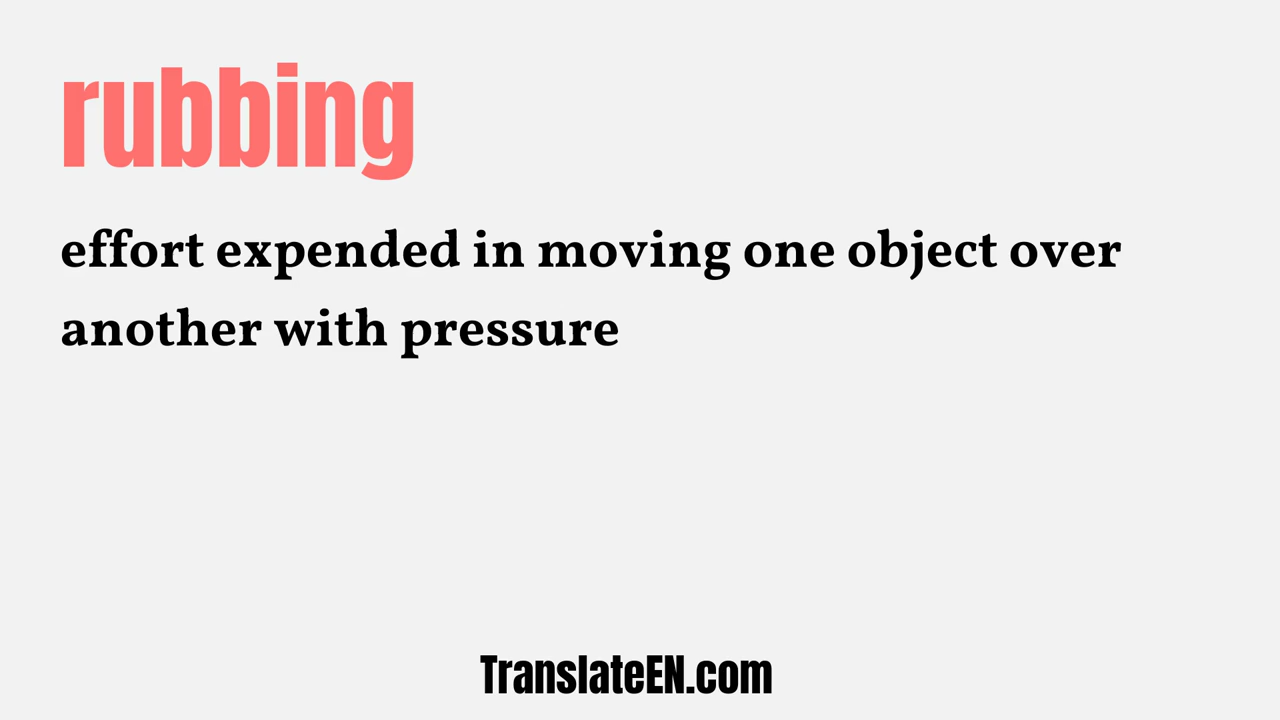 rubbing
effort expended in moving one object over
another with pressure
TranslateEN.com